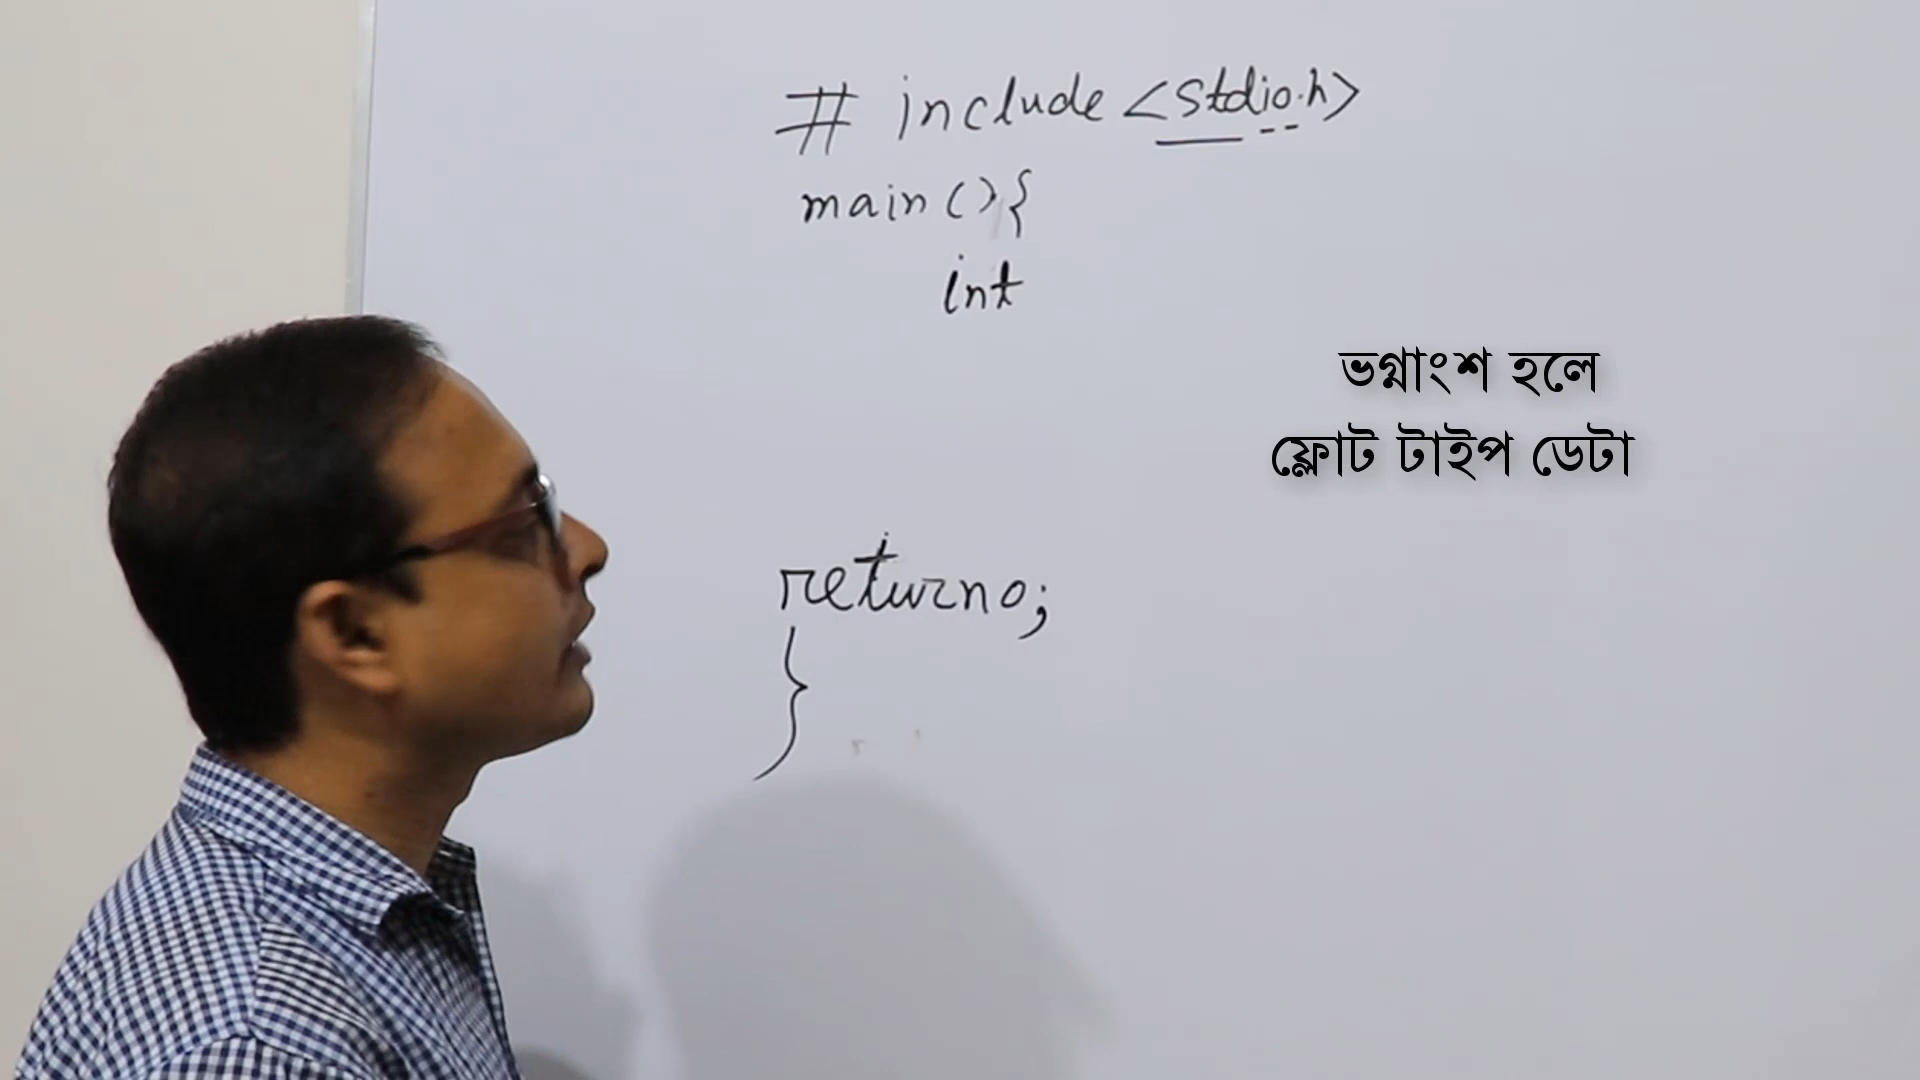 # include <stdio.h>
main(){
int
ভগ্নাংশ হলে
ফ্লোট টাইপ ডেটা
return 0;
}